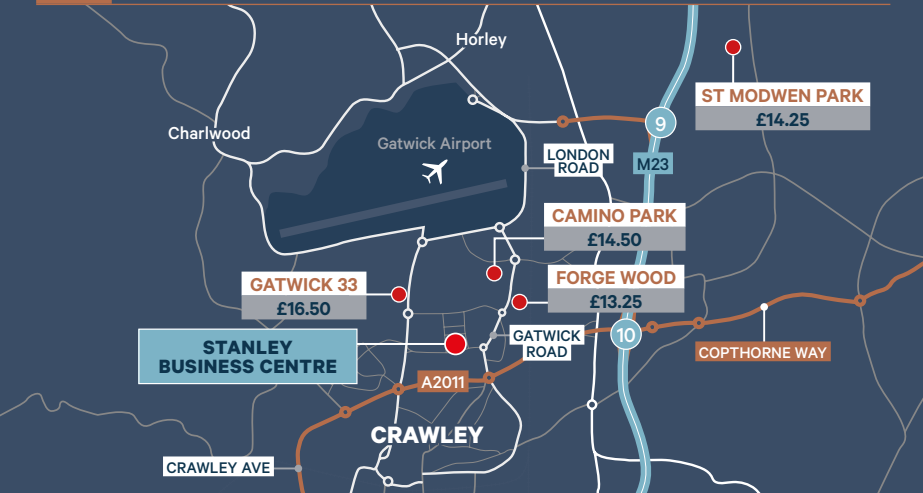 Horley
ST MODWEN PARK
£14.25
9
Charlwood
Gatwick Airport
LONDON
ROAD
M23
CAMINO PARK
£14.50
GATWICK 33
£16.50
FORGE WOOD
£13.25
STANLEY
BUSINESS CENTRE
GATWICK
ROAD
10
COPTHORNE WAY
A2011
CRAWLEY
CRAWLEY AVE